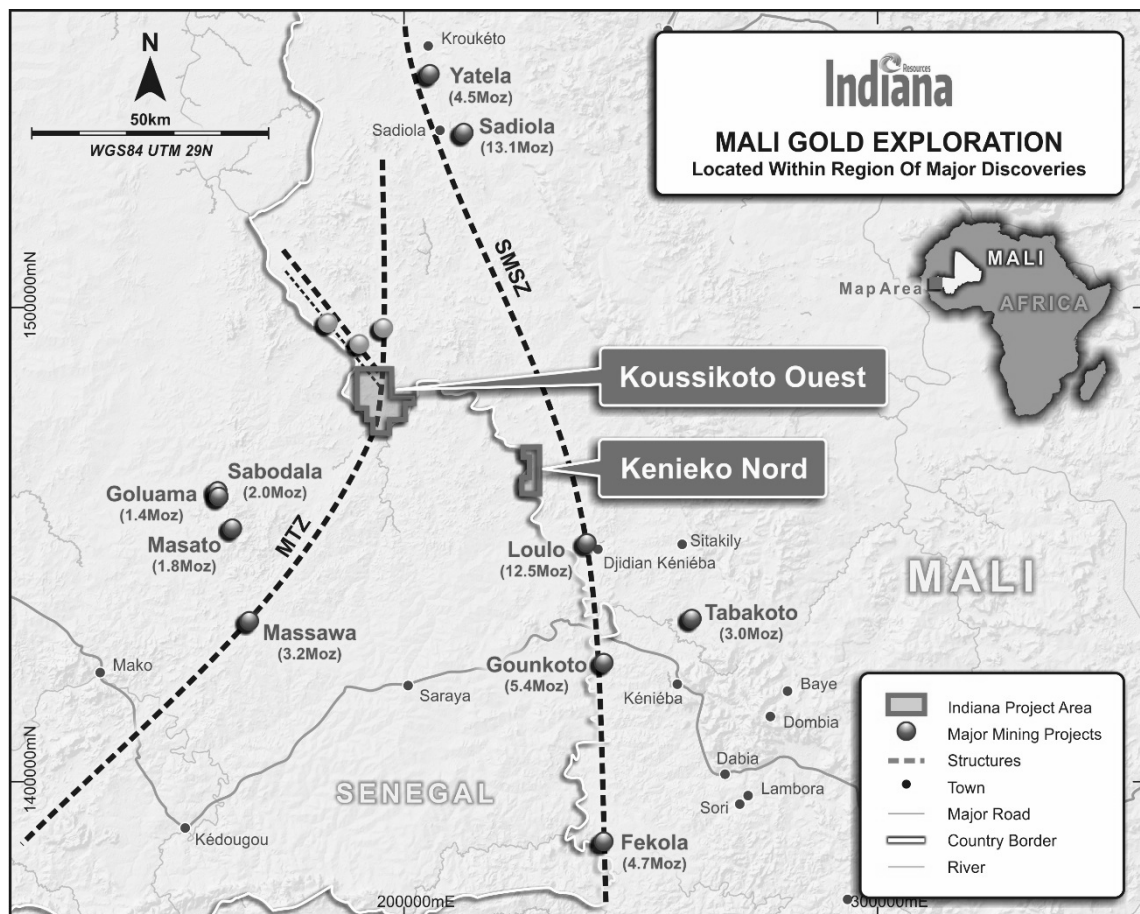 N
50km
WGS84 UTM 29N
Indiana
Resources
MALI GOLD EXPLORATION
Located Within Region Of Major Discoveries
MALI
Map Area
AFRICA
Kroukéto
Yatela
(4.5Moz)
Sadiola
Sadiola
(13.1Moz)
SMSZ
1500000mN
Koussikoto Ouest
Kenieko Nord
Sabodala
(2.0Moz)
Goluama
(1.4Moz)
Masato
(1.8Moz)
MTZ
Loulo
(12.5Moz)
Djidian Kéniéba
Sitakily
MALI
Massawa
(3.2Moz)
Tabakoto
(3.0Moz)
Gounkoto
(5.4Moz)
Mako
Saraya
Kéniéba
Baye
Dombia
Dabia
Lambora
Sori
1400000mN
SENEGAL
Kédougou
Fekola
(4.7Moz)
200000mE
300000mE
Indiana Project Area
Major Mining Projects
Structures
Town
Major Road
Country Border
River